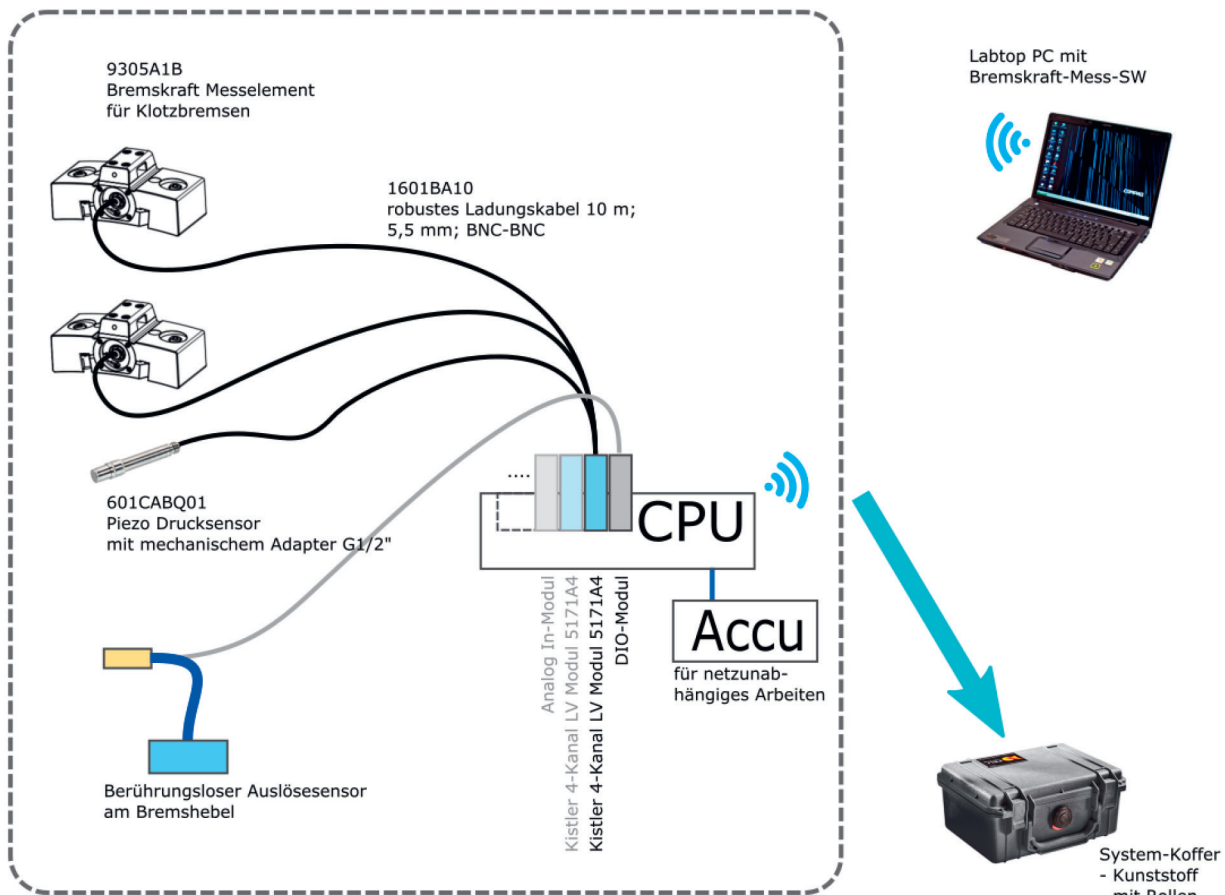 9305A1B
Bremskraft Messelement
für Klotzbremsen
Labtop PC mit
Bremskraft-Mess-SW
1601BA10
robustes Ladungskabel 10 m;
5,5 mm; BNC-BNC
601CABQ01
Piezo Drucksensor
mit mechanischem Adapter G1/2"
....
CPU
Accu
für netzunab-
hängiges Arbeiten
Analog In-Modul
Kistler 4-Kanal LV Modul 5171A4
Kistler 4-Kanal LV Modul 5171A4
DIO-Modul
Berührungsloser Auslösesensor
am Bremshebel
System-Koffer
- Kunststoff
- mit Rollen